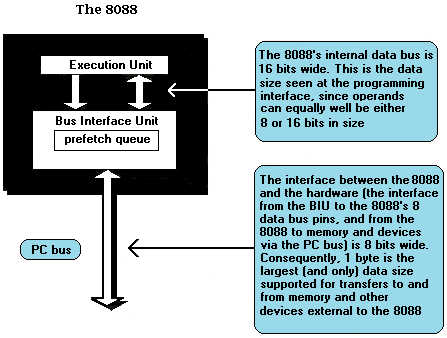 The 8088
Execution Unit
Bus Interface Unit
prefetch queue
PC bus
The 8088's internal data bus is
16 bits wide. This is the data
size seen at the programming
interface, since operands
can equally well be either
8 or 16 bits in size
The interface between the 8088
and the hardware (the interface
from the BIU to the 8088's 8
data bus pins, and from the
8088 to memory and devices
via the PC bus) is 8 bits wide.
Consequently, 1 byte is the
largest (and only) data size
supported for transfers to and
from memory and other
devices external to the 8088